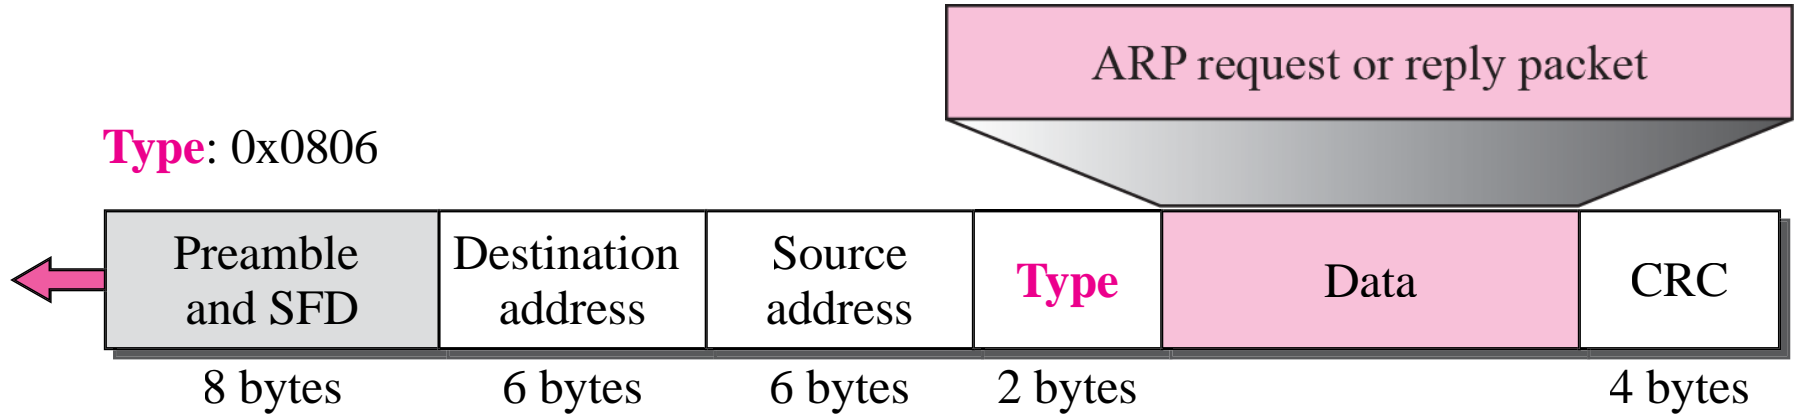 ARP request or reply packet
Type: 0x0806
Preamble
and SFD
Destination
address
Source
address
Type
Data
CRC
8 bytes
6 bytes
6 bytes
2 bytes
4 bytes